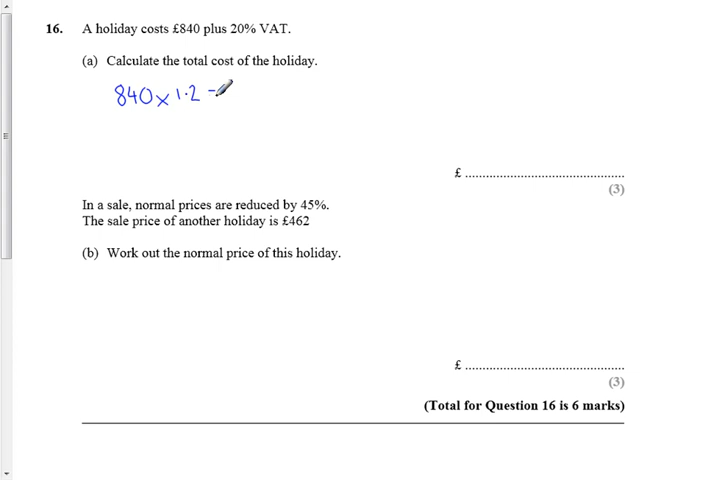 16. A holiday costs £840 plus 20% VAT.
(a) Calculate the total cost of the holiday.
840 x 1.2 =
£ ..............................................
(3)
In a sale, normal prices are reduced by 45%.
The sale price of another holiday is £462
(b) Work out the normal price of this holiday.
£ ..............................................
(3)
(Total for Question 16 is 6 marks)